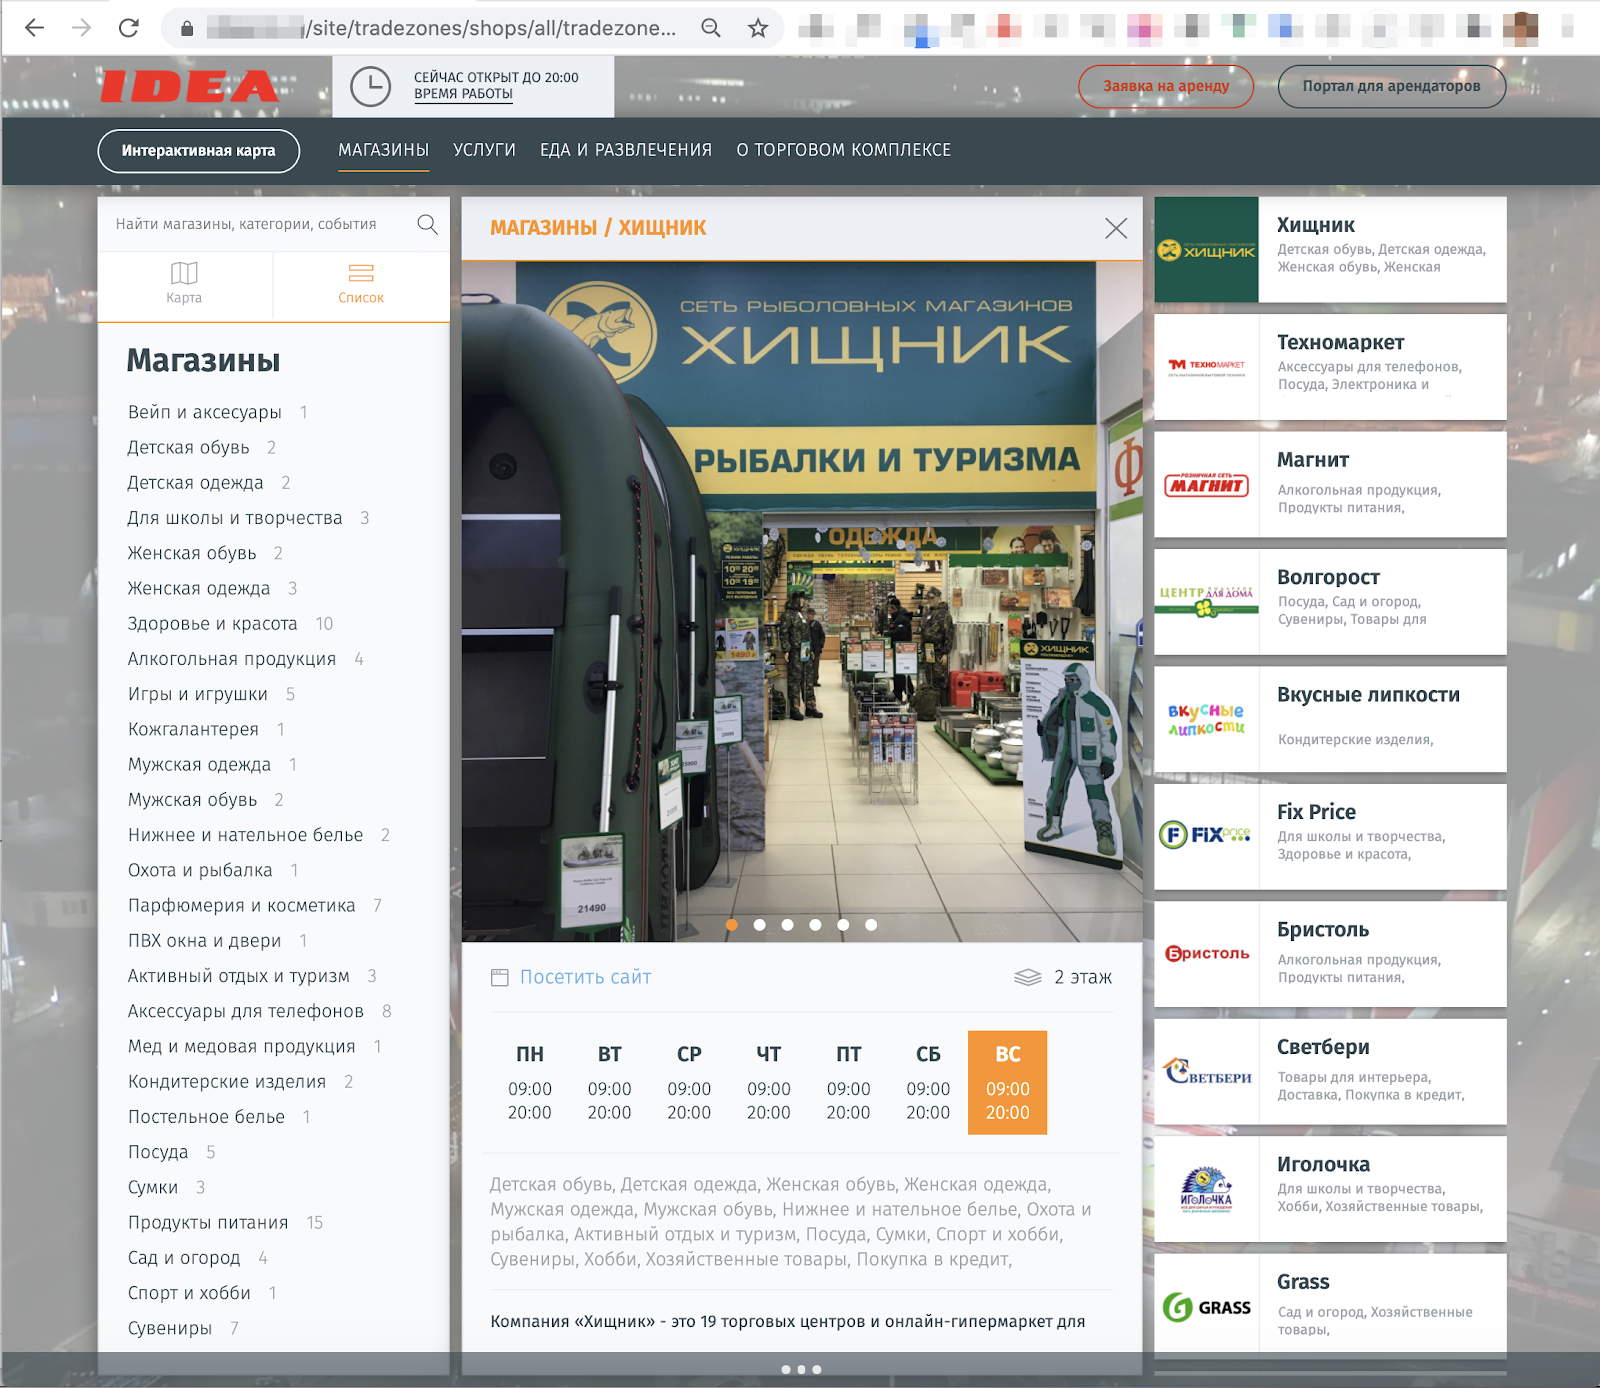 /site/tradezones/shops/all/tradezone...
IDEA
СЕЙЧАС ОТКРЫТ ДО 20:00
ВРЕМЯ РАБОТЫ
Заявка на аренду
Портал для арендаторов
Интерактивная карта
МАГАЗИНЫ
УСЛУГИ
ЕДА И РАЗВЛЕЧЕНИЯ
О ТОРГОВОМ КОМПЛЕКСЕ
Найти магазины, категории, события
Карта
Список
Магазины
Вейп и аксесуары 1
Детская обувь 2
Детская одежда 2
Для школы и творчества 3
Женская обувь 2
Женская одежда 3
Здоровье и красота 10
Алкогольная продукция 4
Игры и игрушки 5
Кожгалантерея 1
Мужская одежда 1
Мужская обувь 2
Нижнее и нательное белье 2
Охота и рыбалка 1
Парфюмерия и косметика 7
ПВХ окна и двери 1
Активный отдых и туризм 3
Аксессуары для телефонов 8
Мед и медовая продукция 1
Кондитерские изделия 2
Постельное белье 1
Посуда 5
Сумки 3
Продукты питания 15
Сад и огород 4
Спорт и хобби 1
Сувениры 7
МАГАЗИНЫ / ХИЩНИК
СЕТЬ РЫБОЛОВНЫХ МАГАЗИНОВ
ХИЩНИК
РЫБАЛКИ И ТУРИЗМА
Ф
ОДЕЖДА
ХИЩНИК
ХИЩНИК
1490
21490
Посетить сайт
2 этаж
ПН ВТ СР ЧТ ПТ СБ ВС
09:00 09:00 09:00 09:00 09:00 09:00 09:00
20:00 20:00 20:00 20:00 20:00 20:00 20:00
Детская обувь, Детская одежда, Женская обувь, Женская одежда,
Мужская одежда, Мужская обувь, Нижнее и нательное белье, Охота и
рыбалка, Активный отдых и туризм, Посуда, Сумки, Спорт и хобби,
Сувениры, Хобби, Хозяйственные товары, Покупка в кредит,
Компания «Хищник» - это 19 торговых центров и онлайн-гипермаркет для
ХИЩНИК
Хищник
Детская обувь, Детская одежда,
Женская обувь, Женская
ТЕХНОМАРКЕТ
Техномаркет
Аксессуары для телефонов,
Посуда, Электроника и
РОЗНИЧНАЯ СЕТЬ
МАГНИТ
Магнит
Алкогольная продукция,
Продукты питания,
ЦЕНТР ДЛЯ ДОМА
Волгорост
Посуда, Сад и огород,
Сувениры, Товары для
Вкусные
липкости
Вкусные липкости
Кондитерские изделия,
F FIX price
Fix Price
Для школы и творчества,
Здоровье и красота,
Бристоль
Бристоль
Алкогольная продукция,
Продукты питания,
СВЕТБЕРИ
Светбери
Товары для интерьера,
Доставка, Покупка в кредит,
ИГОЛОЧКА
Иголочка
Для школы и творчества,
Хобби, Хозяйственные товары,
GRASS
Grass
Сад и огород, Хозяйственные
товары,